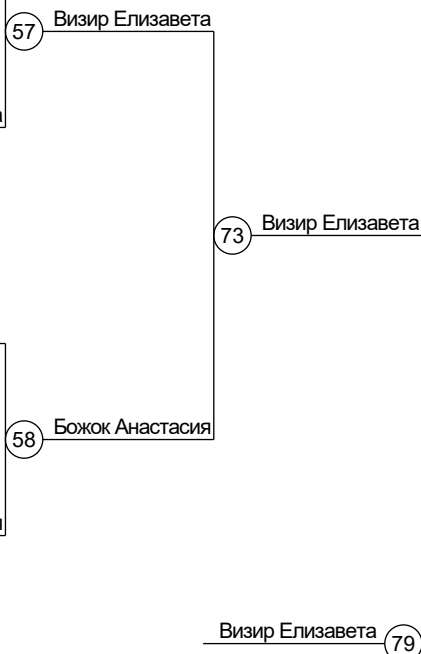 57 Визир Елизавета
73 Визир Елизавета
58 Божок Анастасия
Визир Елизавета 79